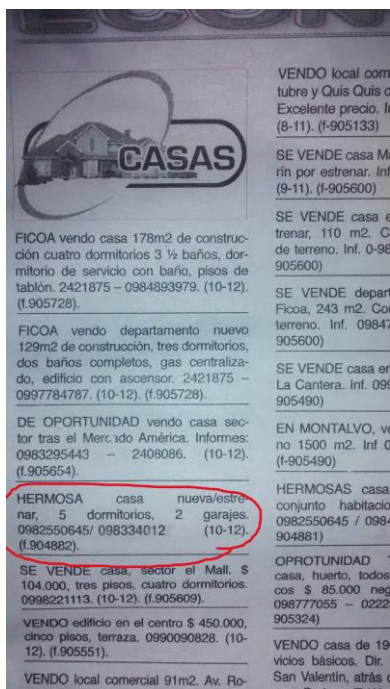 ECON
CASAS
FICOA vendo casa 178m2 de construc-
ción cuatro dormitorios 3 ½ baños, dor-
mitorio de servicio con baño, pisos de
tablón. 2421875 – 0984893979. (10-12).
(f.905728).
FICOA vendo departamento nuevo
129m2 de construcción, tres dormitorios,
dos baños completos, gas centraliza-
do, edificio con ascensor. 2421875 –
0997784787. (10-12). (f.905728).
DE OPORTUNIDAD vendo casa sec-
tor tras el Mercado América. Informes:
0983295443 – 2408086. (10-12).
(f.905654).
HERMOSA casa nueva/estre-
nar, 5 dormitorios, 2 garajes.
0982550645/ 098334012 (10-12).
(f.904882).
SE VENDE casa, sector el Mall. $
104.000, tres pisos, cuatro dormitorios.
0998221113. (10-12). (f.905609).
VENDO edificio en el centro $ 450.000,
cinco pisos, terraza. 0990090828. (10-
12). (f.905551).
VENDO local comercial 91m2. Av. Ro-
VENDO local com
tubre y Quis Quis
Excelente precio.
(8-11). (f-905133)
SE VENDE casa Ma
rin por estrenar. Inf
(9-11). (f-905600)
SE VENDE casa e
trenar, 110 m2. C
de terreno. Inf. 0-98
905600)
SE VENDE depart
Ficoa, 243 m2. Co
terreno. Inf. 09847
905600)
SE VENDE casa en
La Cantera. Inf. 099
905490)
EN MONTALVO, ve
no 1500 m2. Inf 0
(f-905490)
HERMOSAS casa
conjunto habitacio
0982550645 / 098
904881)
OPROTUNIDAD
casa, huerto, todos
cos $ 85.000 neg
098777055 – 0222
905324)
VENDO casa de 19
vicios básicos. Dir.
San Valentín, atrás